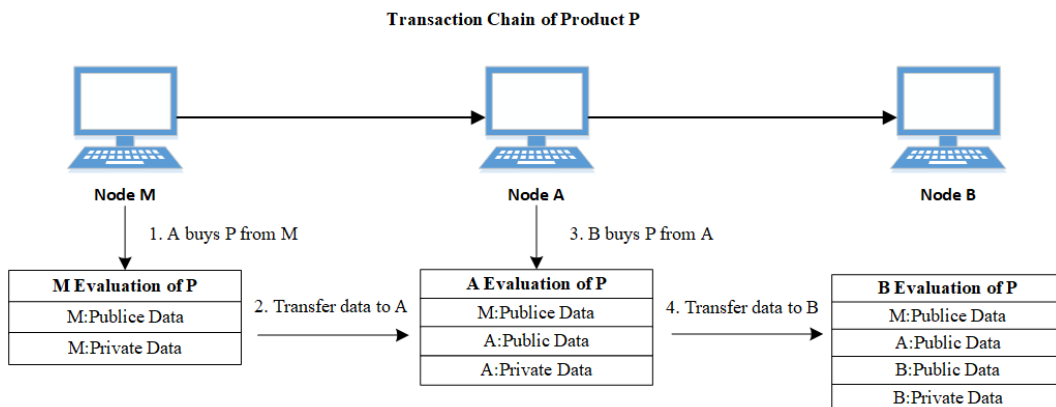 Transaction Chain of Product P
Node M
Node A
Node B
1. A buys P from M
3. B buys P from A
M Evaluation of P
M:Publice Data
M:Private Data
2. Transfer data to A
A Evaluation of P
M:Publice Data
A:Public Data
A:Private Data
4. Transfer data to B
B Evaluation of P
M:Publice Data
A:Public Data
B:Public Data
B:Private Data